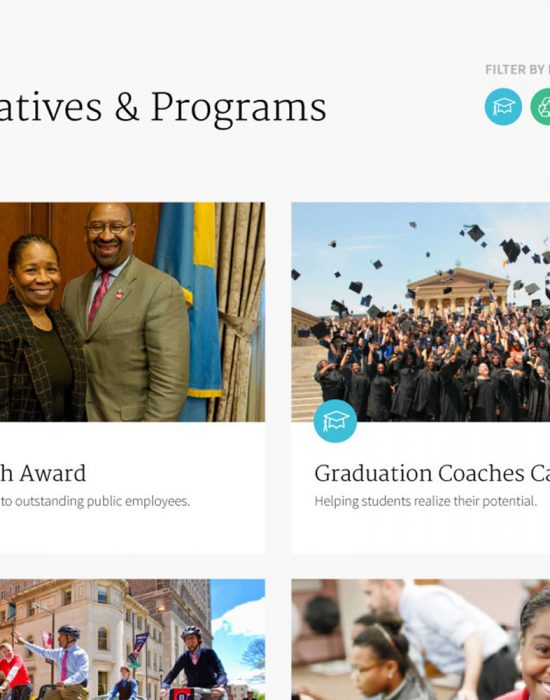 FILTER BY
atives & Programs
h Award
to outstanding public employees.
Graduation Coaches Ca
Helping students realize their potential.